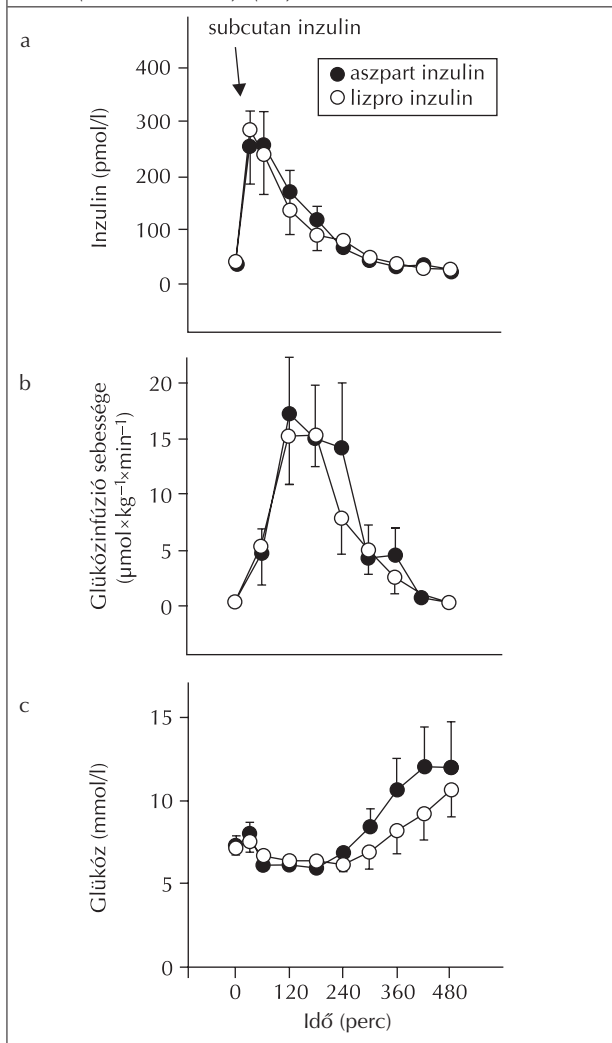 subcutan inzulin
a
400
300
200
100
0
Inzulin (pmol/l)
aszpart inzulin
lizpro inzulin
b
20
15
10
5
0
Glükózinfúzió sebessége
(μmol×kg⁻¹×min⁻¹)
c
15
10
5
0
Glükóz (mmol/l)
0 120 240 360 480
Idő (perc)